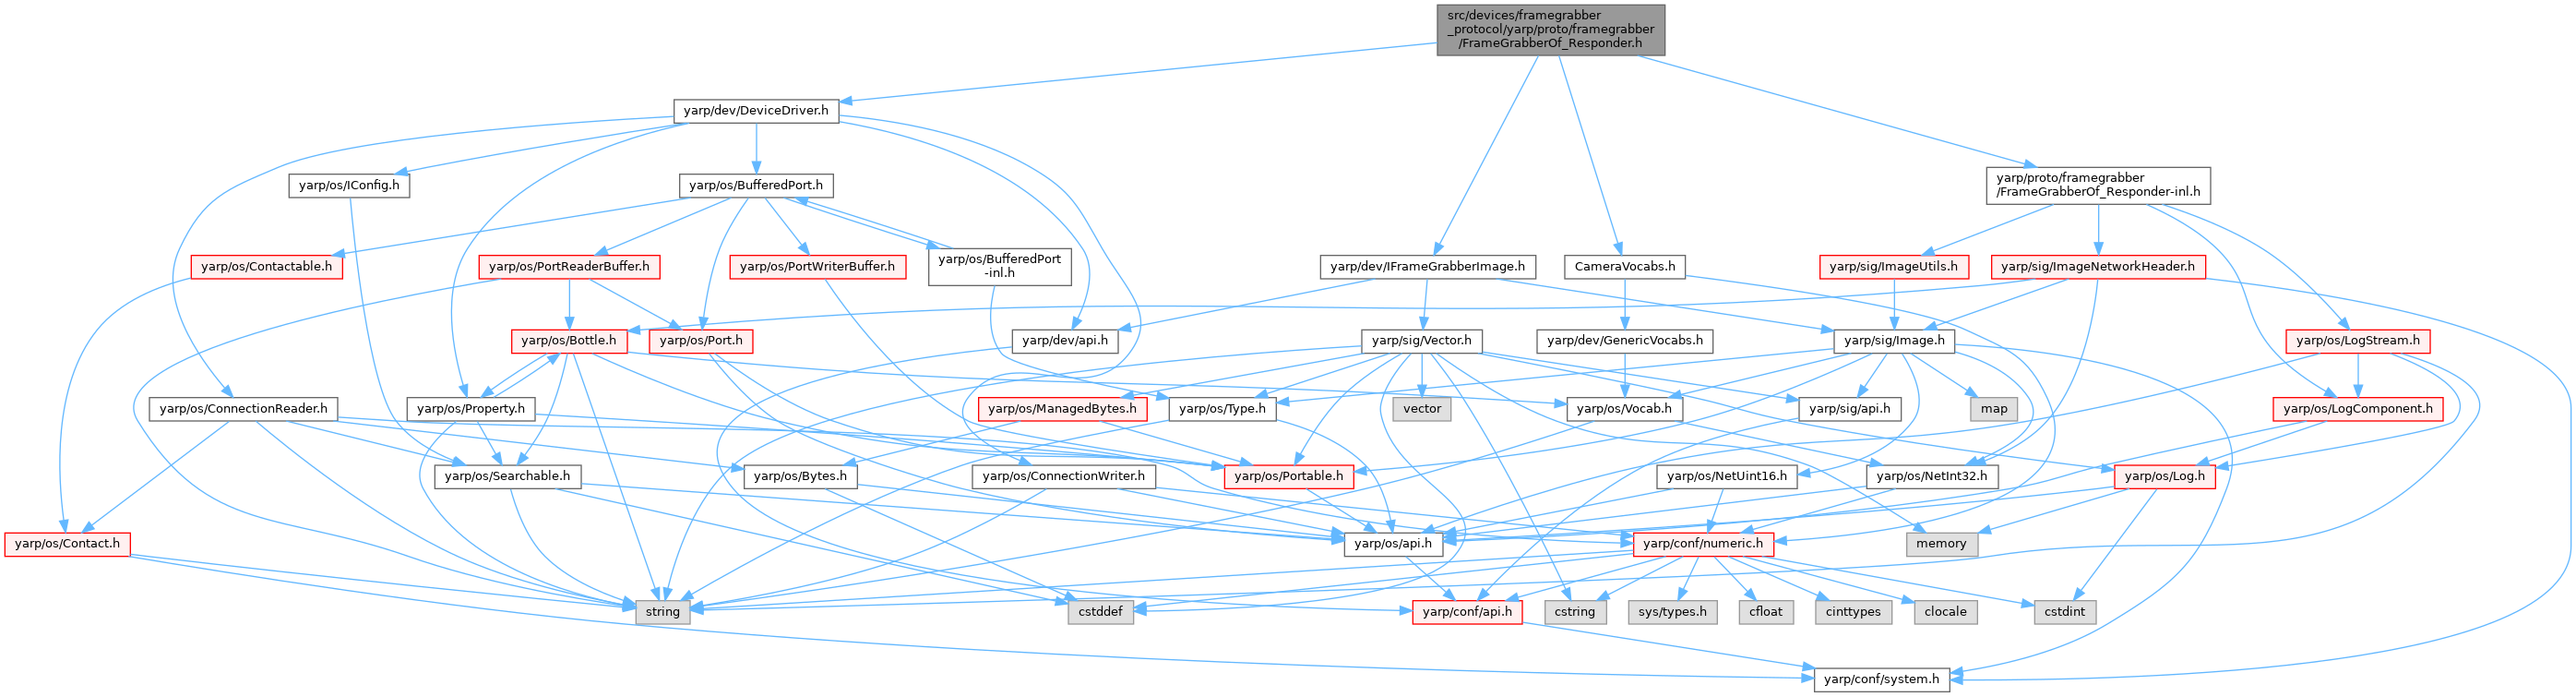 src/devices/framegrabber
_protocol/yarp/proto/framegrabber
/FrameGrabberOf_Responder.h
yarp/dev/DeviceDriver.h
yarp/os/IConfig.h
yarp/os/BufferedPort.h
yarp/proto/framegrabber
/FrameGrabberOf_Responder-inl.h
yarp/os/Contactable.h
yarp/os/PortReaderBuffer.h
yarp/os/PortWriterBuffer.h
yarp/os/BufferedPort
-inl.h
yarp/dev/IFrameGrabberImage.h
CameraVocabs.h
yarp/sig/ImageUtils.h
yarp/sig/ImageNetworkHeader.h
yarp/os/Bottle.h
yarp/os/Port.h
yarp/dev/api.h
yarp/sig/Vector.h
yarp/dev/GenericVocabs.h
yarp/sig/Image.h
yarp/os/LogStream.h
yarp/os/ConnectionReader.h
yarp/os/Property.h
yarp/os/ManagedBytes.h
yarp/os/Type.h
vector
yarp/os/Vocab.h
yarp/sig/api.h
map
yarp/os/LogComponent.h
yarp/os/Searchable.h
yarp/os/Bytes.h
yarp/os/ConnectionWriter.h
yarp/os/Portable.h
yarp/os/NetUint16.h
yarp/os/NetInt32.h
yarp/os/Log.h
yarp/os/Contact.h
yarp/os/api.h
yarp/conf/numeric.h
memory
string
cstddef
yarp/conf/api.h
cstring
sys/types.h
cfloat
cinttypes
clocale
cstdint
yarp/conf/system.h